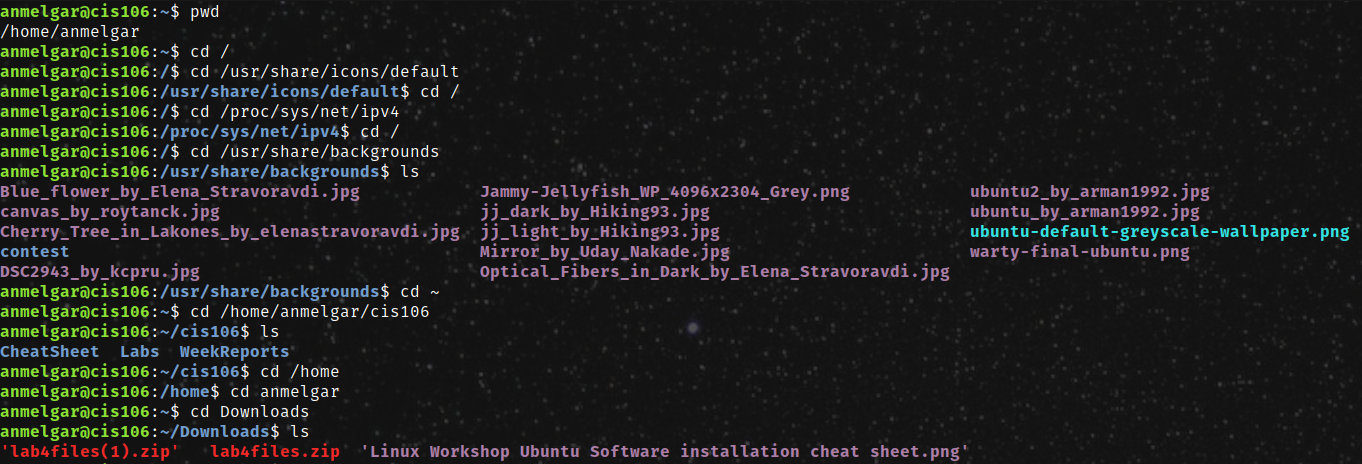 anmelgar@cis106:~$ pwd
/home/anmelgar
anmelgar@cis106:~$ cd /
anmelgar@cis106:/$ cd /usr/share/icons/default
anmelgar@cis106:/usr/share/icons/default$ cd /
anmelgar@cis106:/$ cd /proc/sys/net/ipv4
anmelgar@cis106:/proc/sys/net/ipv4$ cd /
anmelgar@cis106:/$ cd /usr/share/backgrounds
anmelgar@cis106:/usr/share/backgrounds$ ls
Blue_flower_by_Elena_Stravoravdi.jpg Jammy-Jellyfish_WP_4096x2304_Grey.png ubuntu2_by_arman1992.jpg
canvas_by_roytanck.jpg jj_dark_by_Hiking93.jpg ubuntu_by_arman1992.jpg
Cherry_Tree_in_Lakones_by_elenastravoravdi.jpg jj_light_by_Hiking93.jpg ubuntu-default-greyscale-wallpaper.png
contest Mirror_by_Uday_Nakade.jpg warty-final-ubuntu.png
DSC2943_by_kcpru.jpg Optical_Fibers_in_Dark_by_Elena_Stravoravdi.jpg
anmelgar@cis106:/usr/share/backgrounds$ cd ~
anmelgar@cis106:~$ cd /home/anmelgar/cis106
anmelgar@cis106:~/cis106$ ls
CheatSheet Labs WeekReports
anmelgar@cis106:~/cis106$ cd /home
anmelgar@cis106:/home$ cd anmelgar
anmelgar@cis106:~$ cd Downloads
anmelgar@cis106:~/Downloads$ ls
'lab4files(1).zip' lab4files.zip 'Linux Workshop Ubuntu Software installation cheat sheet.png'